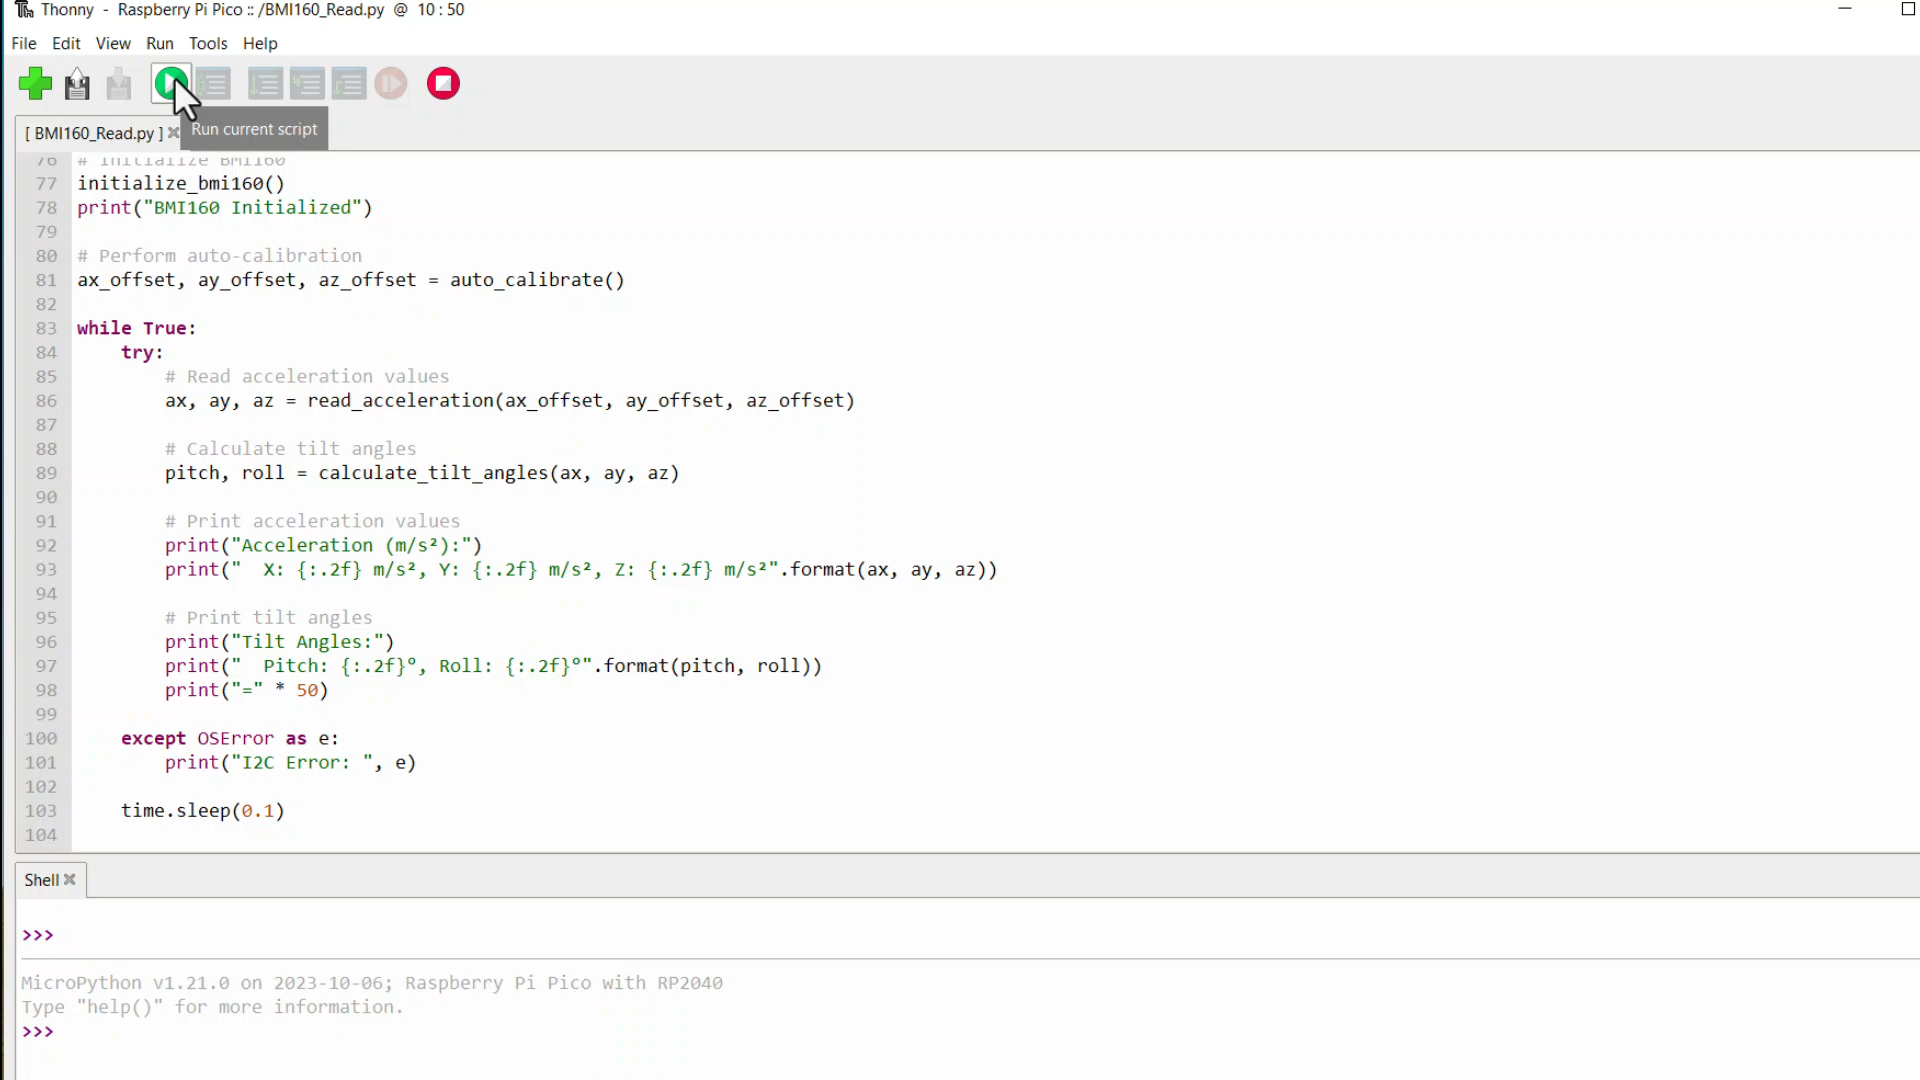 Thonny - Raspberry Pi Pico :: /BMI160_Read.py @ 10 : 50
File Edit View Run Tools Help
[ BMI160_Read.py ]
Run current script
76 # Initialize BMI160
77 initialize_bmi160()
78 print("BMI160 Initialized")
79
80 # Perform auto-calibration
81 ax_offset, ay_offset, az_offset = auto_calibrate()
82
83 while True:
84     try:
85         # Read acceleration values
86         ax, ay, az = read_acceleration(ax_offset, ay_offset, az_offset)
87
88         # Calculate tilt angles
89         pitch, roll = calculate_tilt_angles(ax, ay, az)
90
91         # Print acceleration values
92         print("Acceleration (m/s²):")
93         print("  X: {:.2f} m/s², Y: {:.2f} m/s², Z: {:.2f} m/s²".format(ax, ay, az))
94
95         # Print tilt angles
96         print("Tilt Angles:")
97         print("  Pitch: {:.2f}°, Roll: {:.2f}°".format(pitch, roll))
98         print("=" * 50)
99
100     except OSError as e:
101         print("I2C Error: ", e)
102
103     time.sleep(0.1)
104
Shell
>>>
MicroPython v1.21.0 on 2023-10-06; Raspberry Pi Pico with RP2040
Type "help()" for more information.
>>>